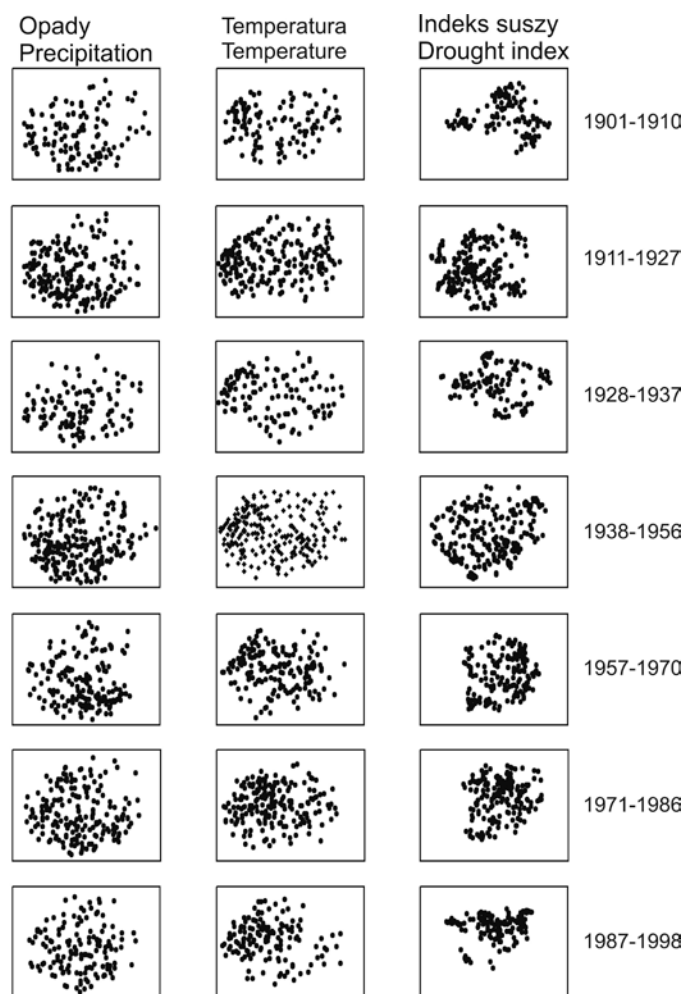 Opady
Precipitation
Temperatura
Temperature
Indeks suszy
Drought index
1901-1910
1911-1927
1928-1937
1938-1956
1957-1970
1971-1986
1987-1998